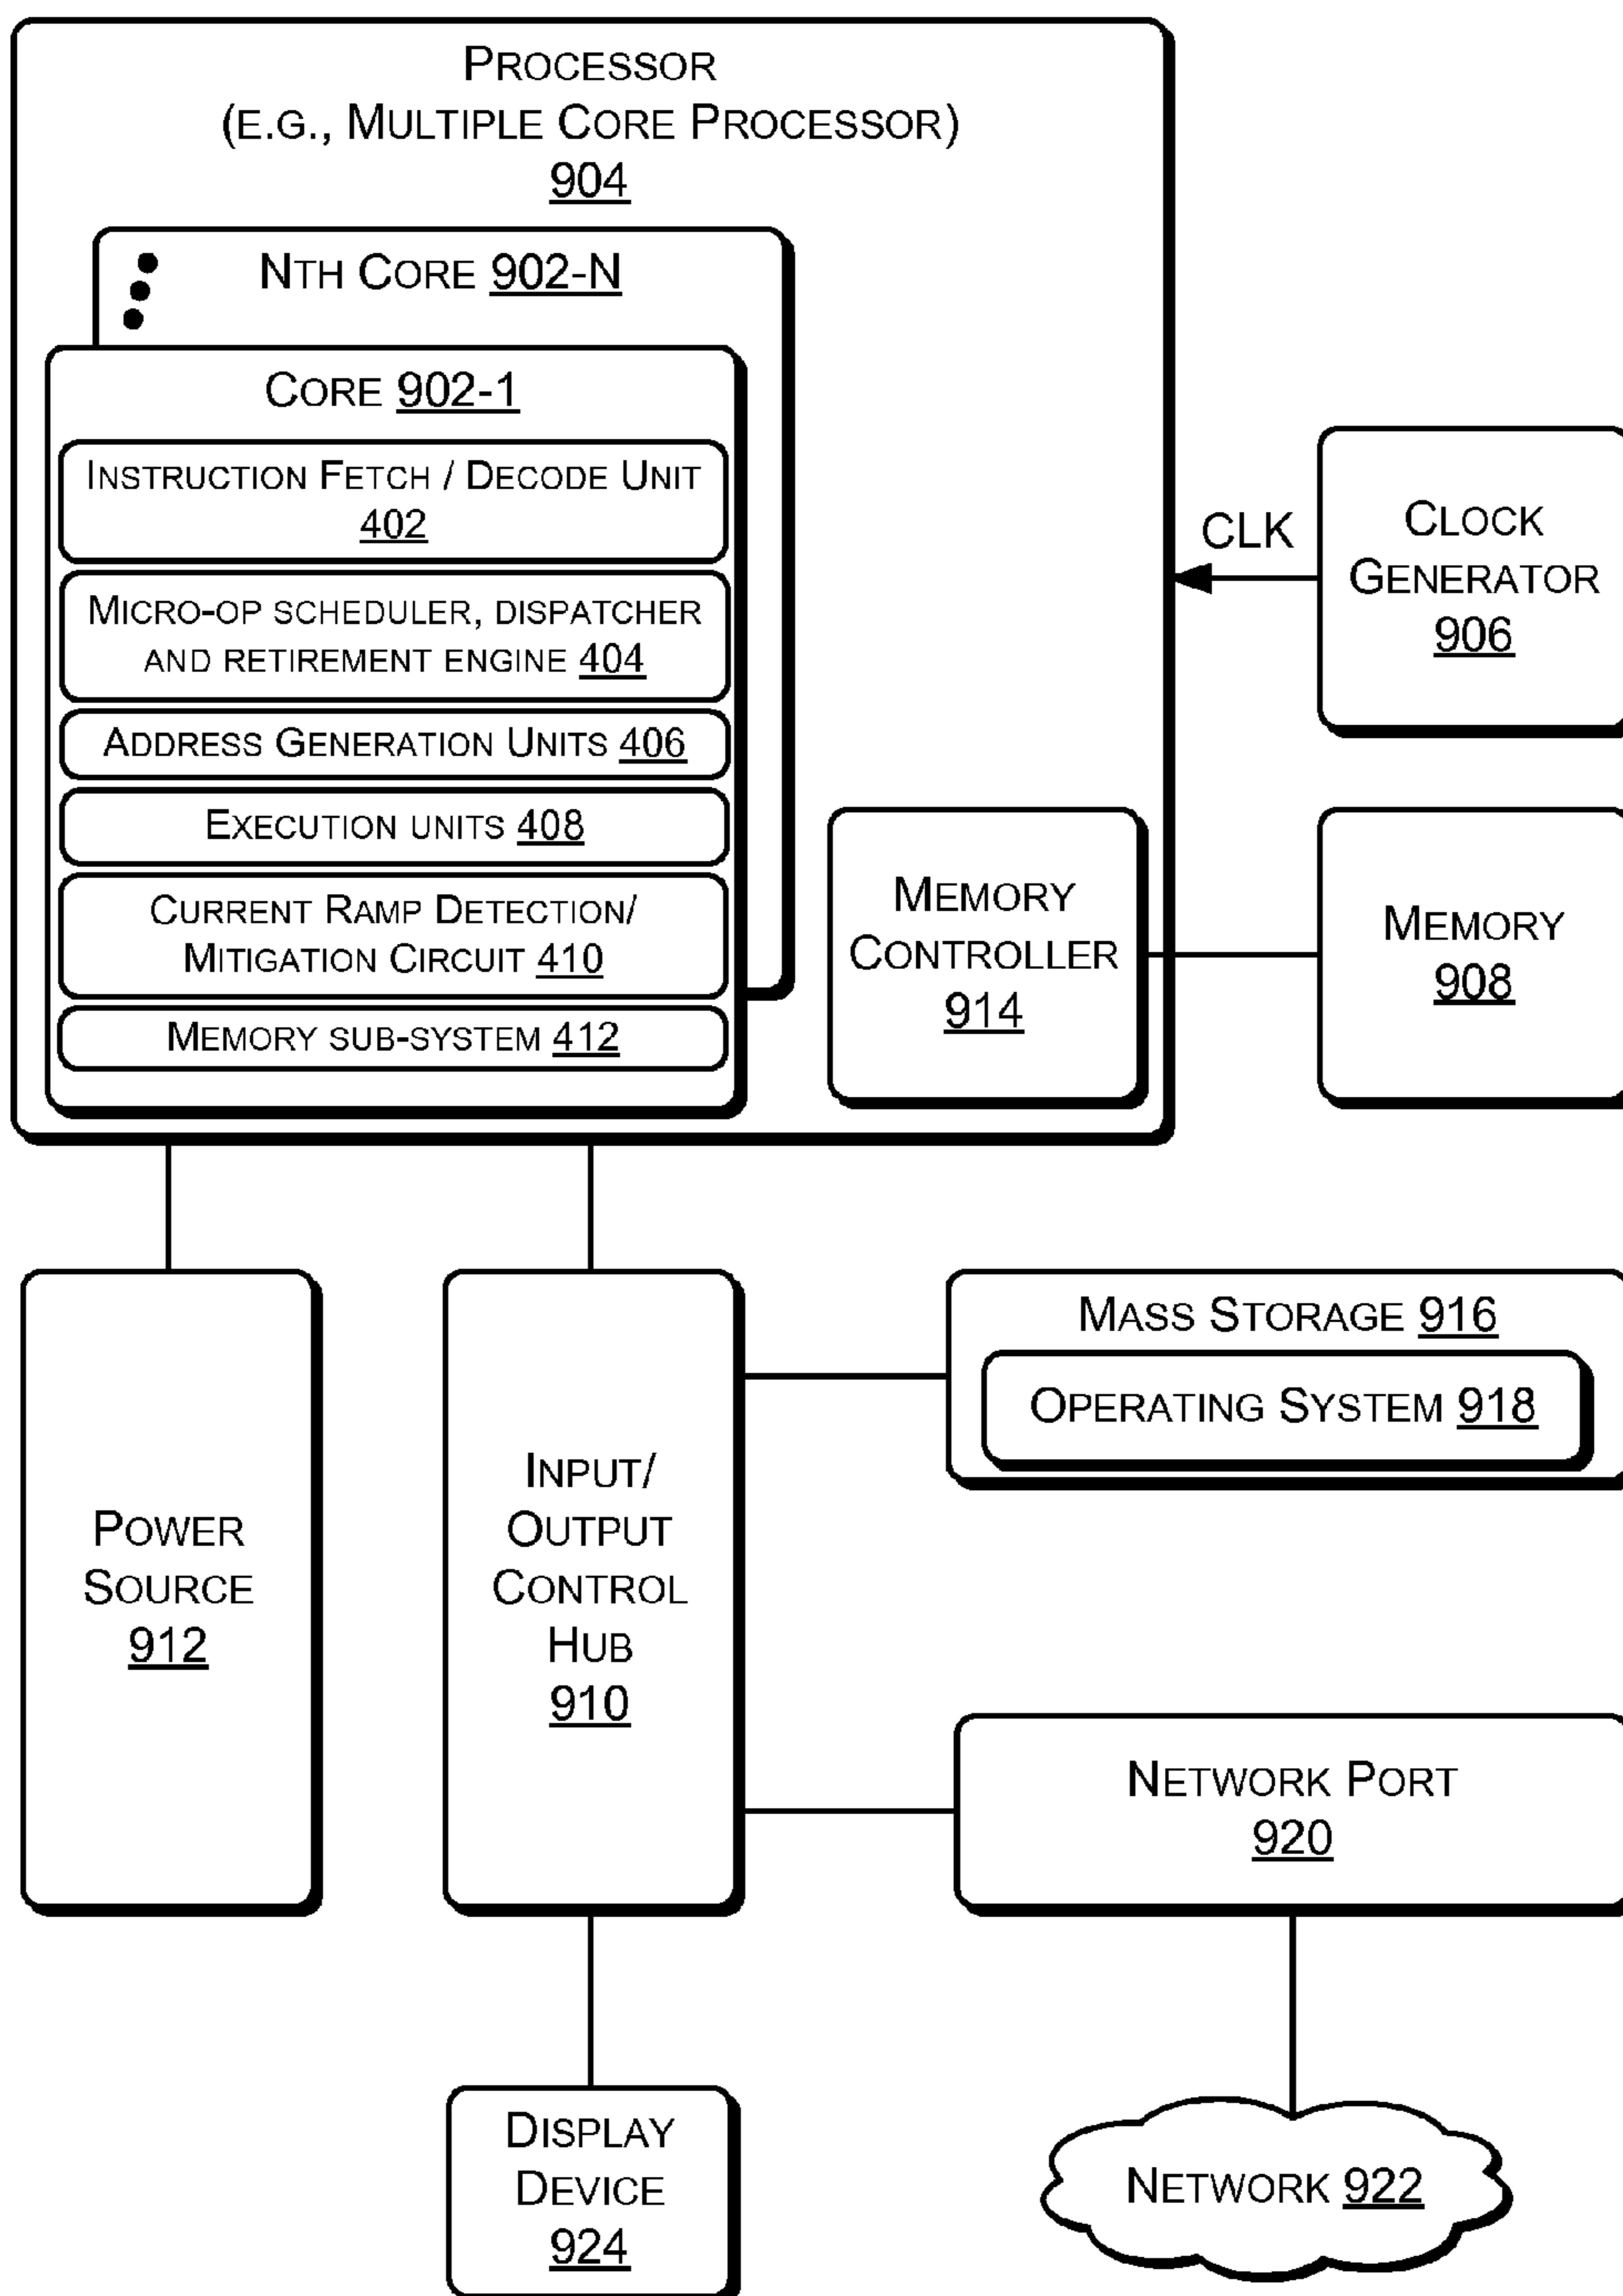 PROCESSOR
(E.G., MULTIPLE CORE PROCESSOR)
904
NTH CORE 902-N
CORE 902-1
INSTRUCTION FETCH / DECODE UNIT
402
MICRO-OP SCHEDULER, DISPATCHER
AND RETIREMENT ENGINE 404
ADDRESS GENERATION UNITS 406
EXECUTION UNITS 408
CURRENT RAMP DETECTION/
MITIGATION CIRCUIT 410
MEMORY SUB-SYSTEM 412
MEMORY
CONTROLLER
914
CLK
CLOCK
GENERATOR
906
MEMORY
908
POWER
SOURCE
912
INPUT/
OUTPUT
CONTROL
HUB
910
MASS STORAGE 916
OPERATING SYSTEM 918
NETWORK PORT
920
DISPLAY
DEVICE
924
NETWORK 922